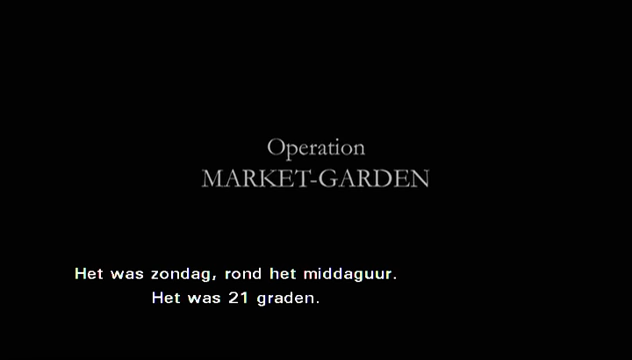 Operation
MARKET-GARDEN
Het was zondag, rond het middaguur.
Het was 21 graden.